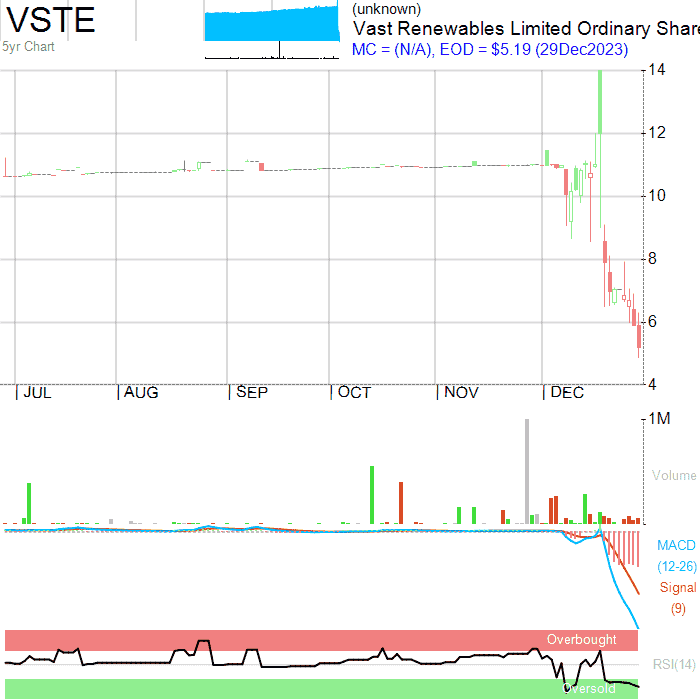 VSTE
5yr Chart
(unknown)
Vast Renewables Limited Ordinary Share
MC = (N/A), EOD = $5.19 (29Dec2023)
14
12
10
8
6
4
JUL AUG SEP OCT NOV DEC
1M
Volume
MACD
(12-26)
Signal
(9)
Overbought
RSI(14)
Oversold